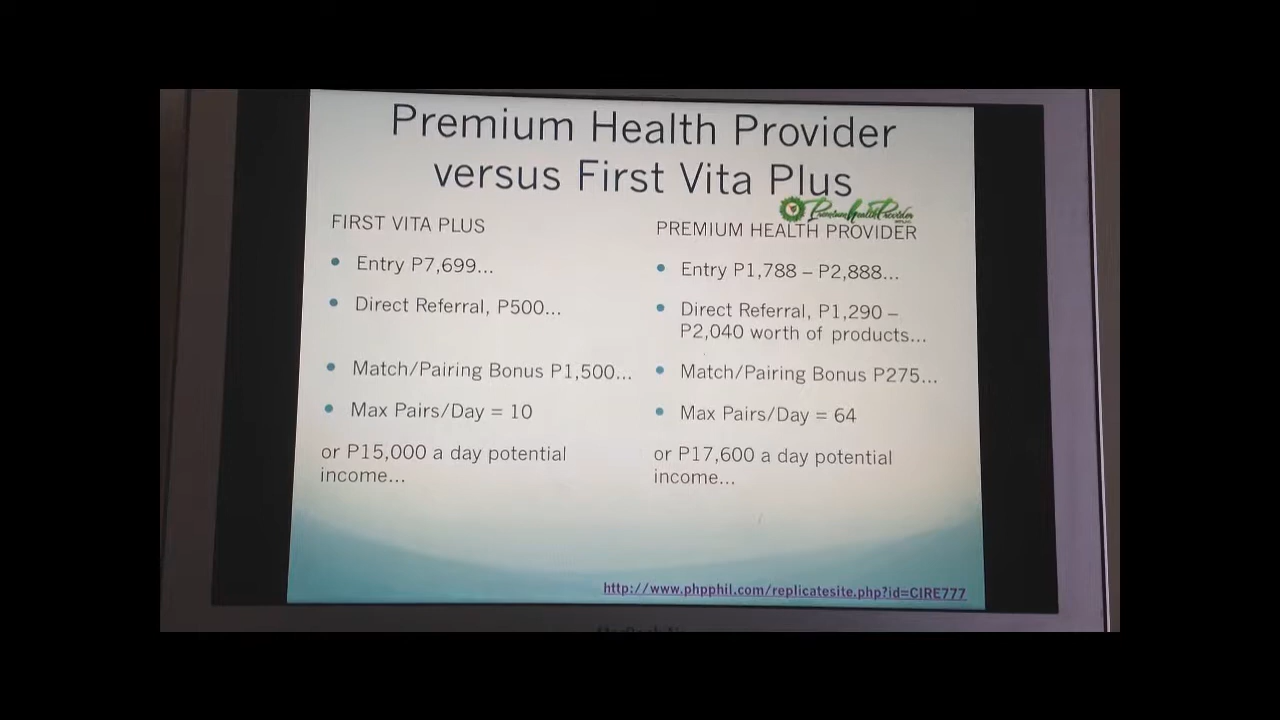 Premium Health Provider
versus First Vita Plus
PremiumHealthProvider
FIRST VITA PLUS
• Entry P7,699...
• Direct Referral, P500...
• Match/Pairing Bonus P1,500...
• Max Pairs/Day = 10
or P15,000 a day potential
income...
PREMIUM HEALTH PROVIDER
• Entry P1,788 – P2,888...
• Direct Referral, P1,290 –
P2,040 worth of products...
• Match/Pairing Bonus P275...
• Max Pairs/Day = 64
or P17,600 a day potential
income...
http://www.phpphil.com/replicatesite.php?id=CIRE777